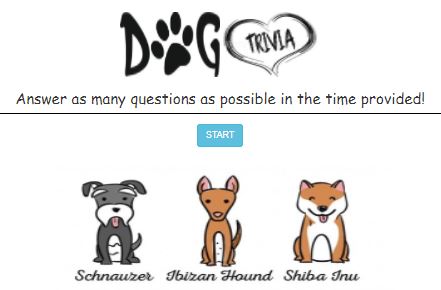 DOG TRIVIA
Answer as many questions as possible in the time provided!
START
Schnauzer Ibizan Hound Shiba Inu